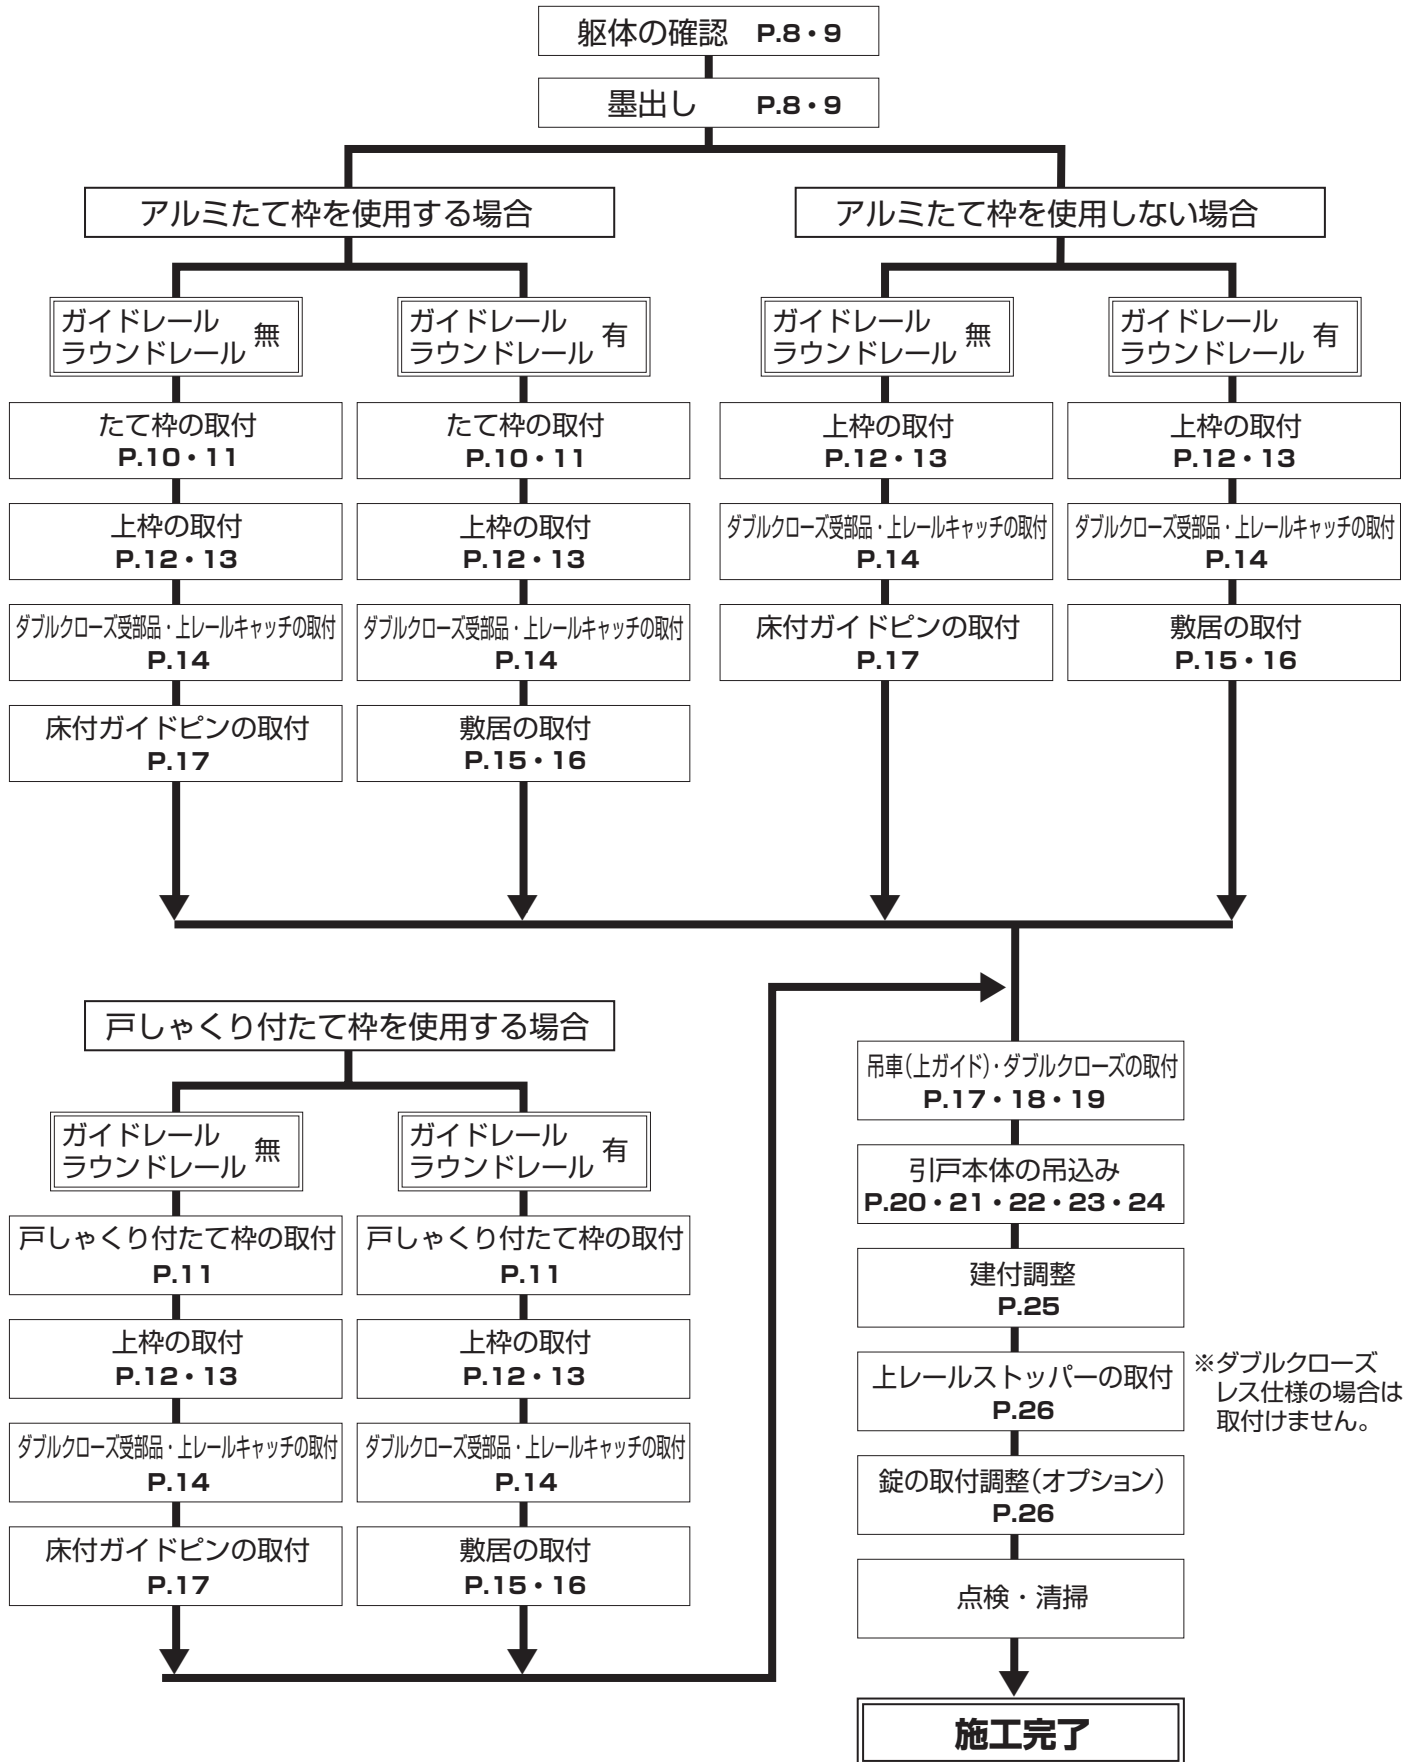 躯体の確認 P.8・9
墨出し P.8・9
アルミたて枠を使用する場合
ガイドレール
ラウンドレール 無
たて枠の取付
P.10・11
上枠の取付
P.12・13
ダブルクローズ受部品・上レールキャッチの取付
P.14
床付ガイドピンの取付
P.17
ガイドレール
ラウンドレール 有
たて枠の取付
P.10・11
上枠の取付
P.12・13
ダブルクローズ受部品・上レールキャッチの取付
P.14
敷居の取付
P.15・16
アルミたて枠を使用しない場合
ガイドレール
ラウンドレール 無
上枠の取付
P.12・13
ダブルクローズ受部品・上レールキャッチの取付
P.14
床付ガイドピンの取付
P.17
ガイドレール
ラウンドレール 有
上枠の取付
P.12・13
ダブルクローズ受部品・上レールキャッチの取付
P.14
敷居の取付
P.15・16
戸しゃくり付たて枠を使用する場合
ガイドレール
ラウンドレール 無
戸しゃくり付たて枠の取付
P.11
上枠の取付
P.12・13
ダブルクローズ受部品・上レールキャッチの取付
P.14
床付ガイドピンの取付
P.17
ガイドレール
ラウンドレール 有
戸しゃくり付たて枠の取付
P.11
上枠の取付
P.12・13
ダブルクローズ受部品・上レールキャッチの取付
P.14
敷居の取付
P.15・16
吊車(上ガイド)・ダブルクローズの取付
P.17・18・19
引戸本体の吊込み
P.20・21・22・23・24
建付調整
P.25
上レールストッパーの取付
P.26
※ダブルクローズ
レス仕様の場合は
取付けません。
錠の取付調整(オプション)
P.26
点検・清掃
施工完了